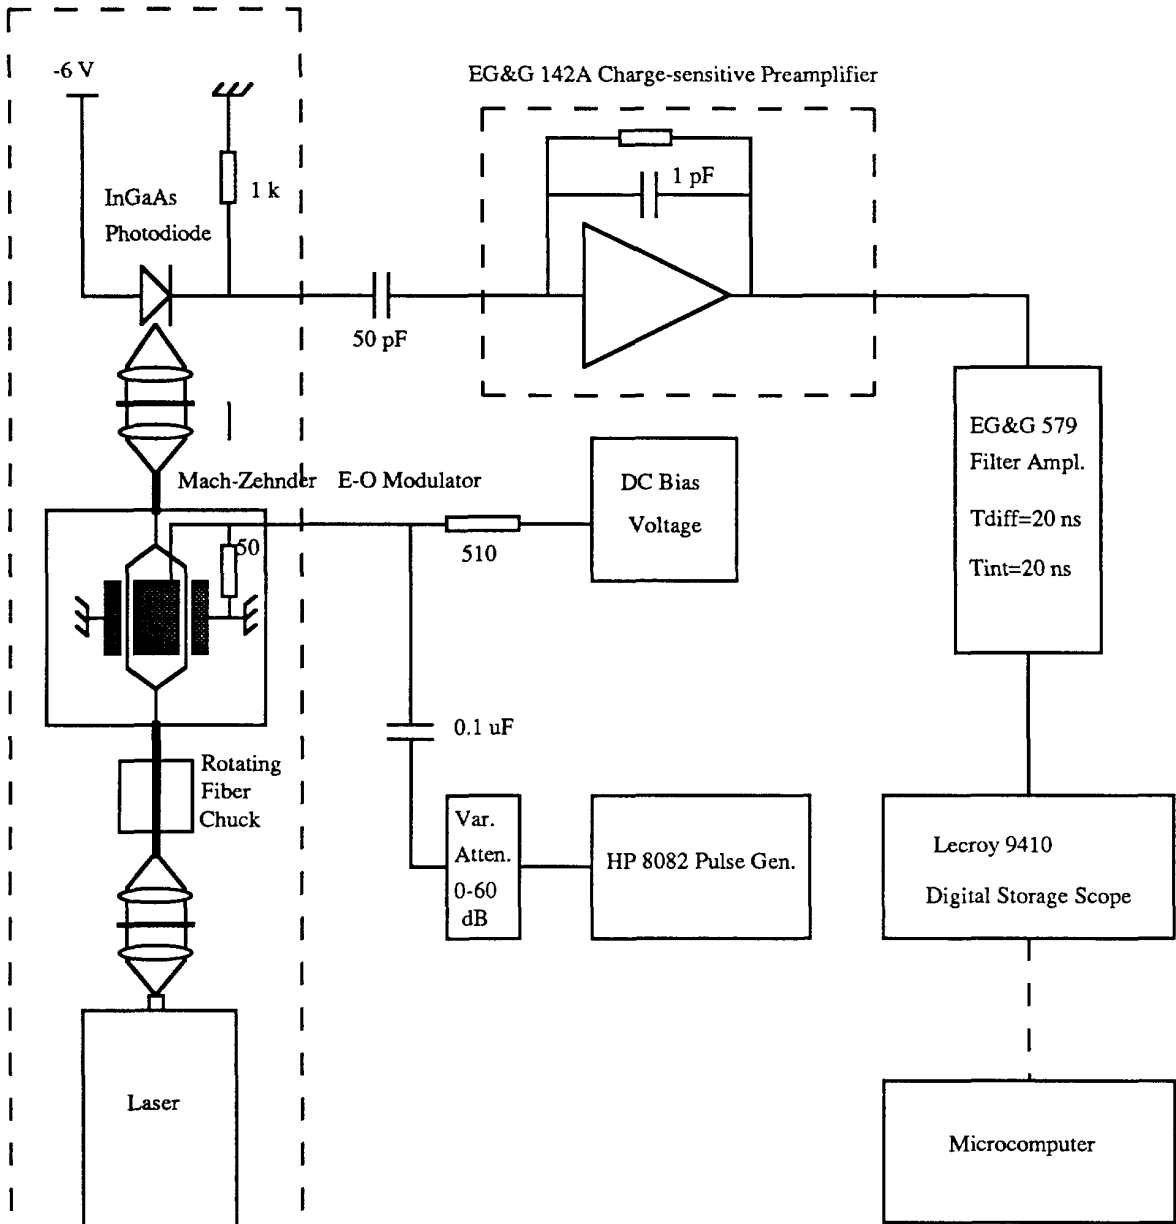 -6 V
EG&G 142A Charge-sensitive Preamplifier
1 k
1 pF
InGaAs
Photodiode
50 pF
EG&G 579
Filter Ampl.
Tdiff=20 ns
Tint=20 ns
Mach-Zehnder E-O Modulator
DC Bias
Voltage
50
510
0.1 uF
Rotating
Fiber
Chuck
Var.
Atten.
0-60
dB
HP 8082 Pulse Gen.
Lecroy 9410
Digital Storage Scope
Laser
Microcomputer